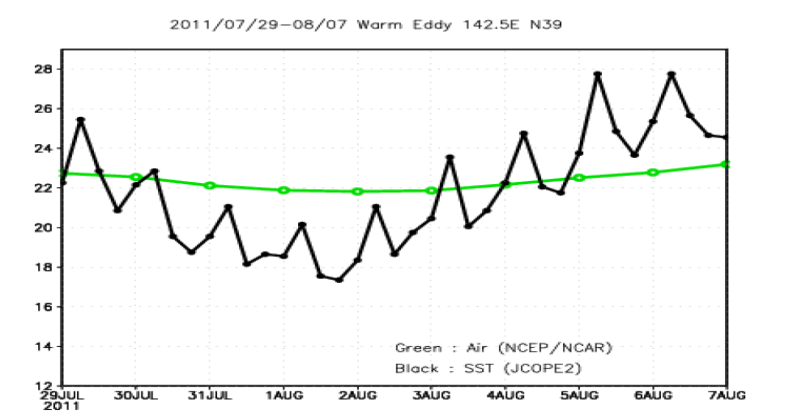 2011/07/29-08/07 Warm Eddy 142.5E N39
28
26
24
22
20
18
16
14
12
Green : Air (NCEP/NCAR)
Black : SST (JCOPE2)
29JUL 30JUL 31JUL 1AUG 2AUG 3AUG 4AUG 5AUG 6AUG 7AUG
2011